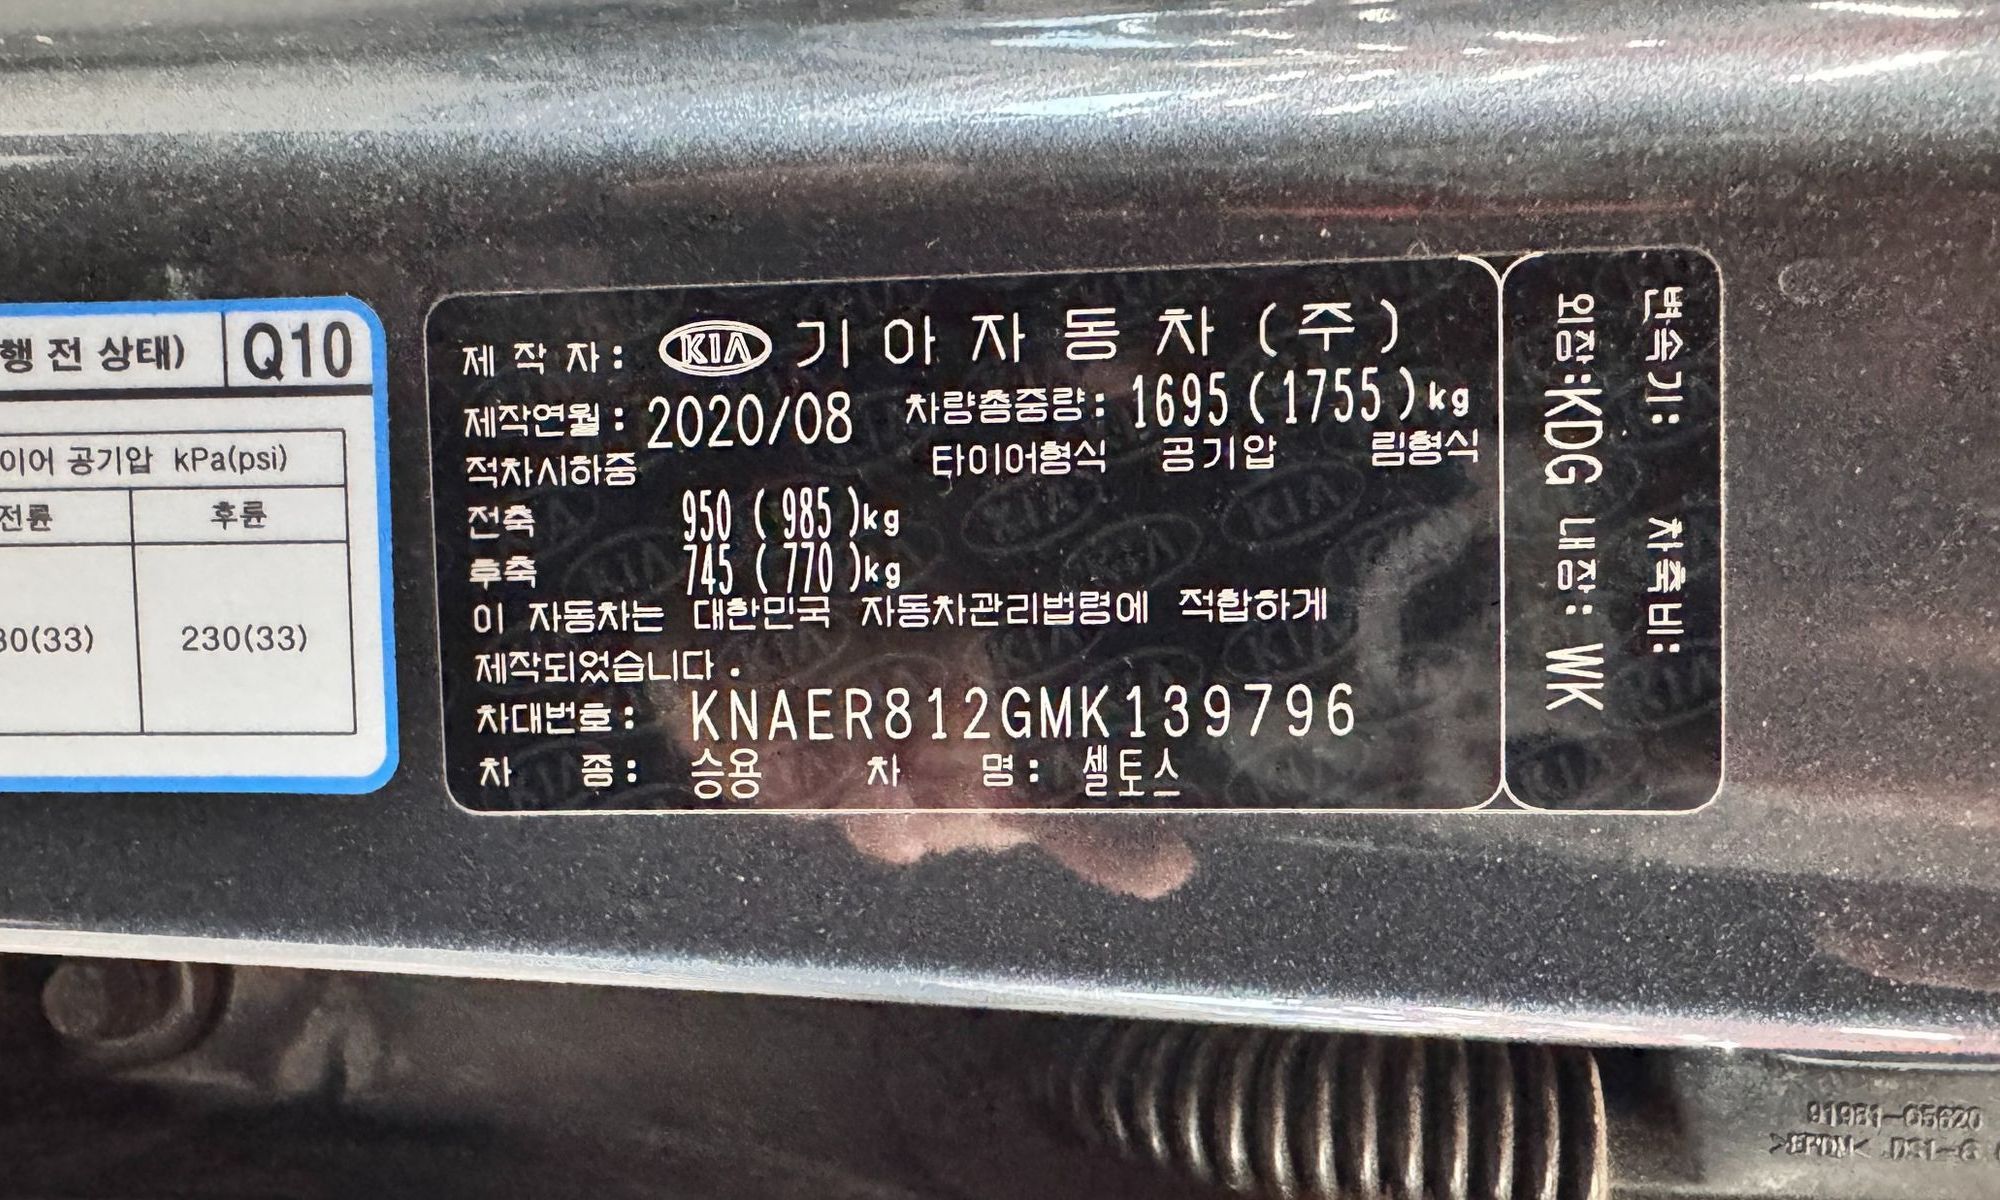 행 전 상태) Q10
이어 공기압 kPa(psi)
전륜 후륜
30(33) 230(33)
제 작 자: KIA 기 아 자 동 차 (주)
제작연월: 2020/08 차량총중량: 1695 (1755)kg
적차시하중 타이어형식 공기압 림형식
전축 950 (985)kg
후축 745 (770)kg
이 자동차는 대한민국 자동차관리법령에 적합하게
제작되었습니다.
차대번호: KNAER812GMK139796
차 종: 승용 차 명: 셀토스
변속기: 차축비:
외장:KDG 내장: WK